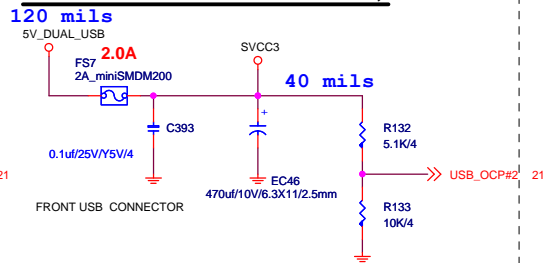 120 mils
5V_DUAL_USB
2.0A
FS7
2A_miniSMDM200
SVCC3
40 mils
C393
0.1uf/25V/Y5V/4
+
EC46
470uf/10V/6.3X11/2.5mm
R132
5.1K/4
21
USB_OCP#2 21
FRONT USB CONNECTOR
R133
10K/4